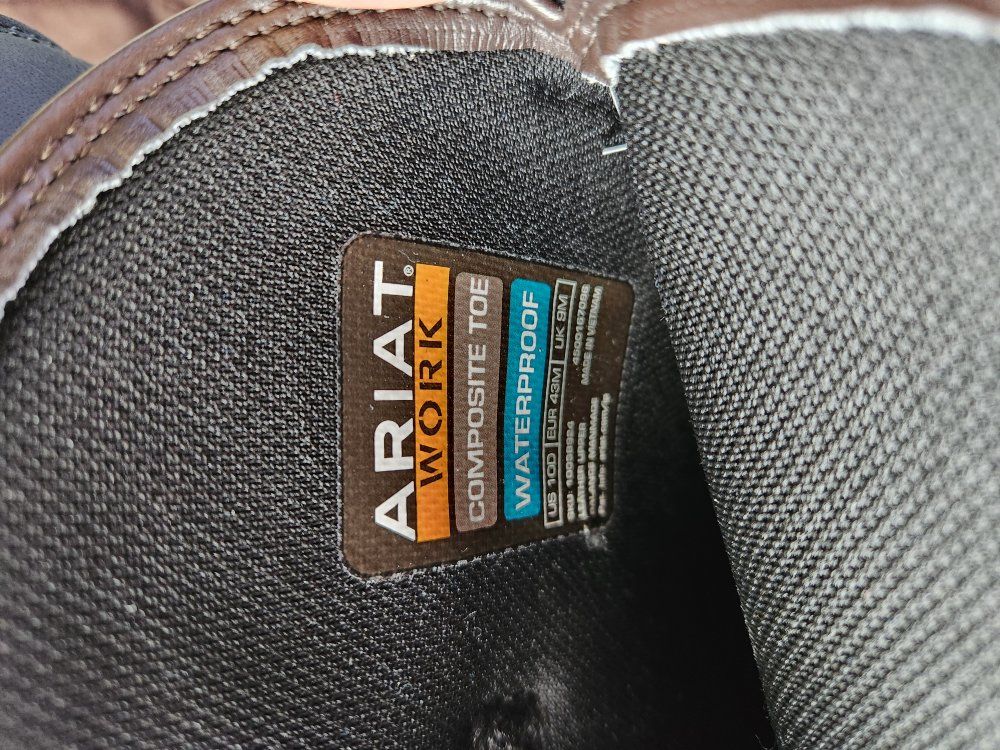 ARIAT®
WORK
COMPOSITE TOE
WATERPROOF
US 10D EUR 43M UK 9M
MADE IN VIETNAM